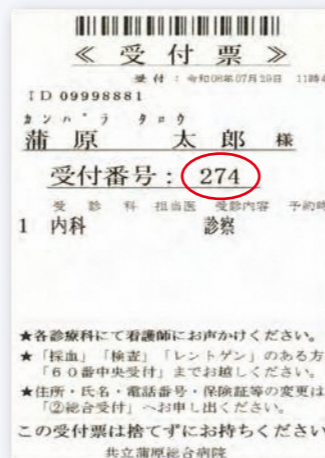 ≪ 受 付 票 ≫
受 付 : 令和06年07月19日 11時4
ID 09998881
カンバラ タロウ
蒲原 太郎 様
受付番号: 274
受診科 担当医 受診内容 予約時
1 内科 診察
★各診療科にて看護師にお声かけください。
★「採血」「検査」「レントゲン」のある方
「60番中央受付」までお越しください。
★住所・氏名・電話番号・保険証等の変更は
「②総合受付」へお申し出ください。
この受付票は捨てずにお持ちください
共立蒲原総合病院